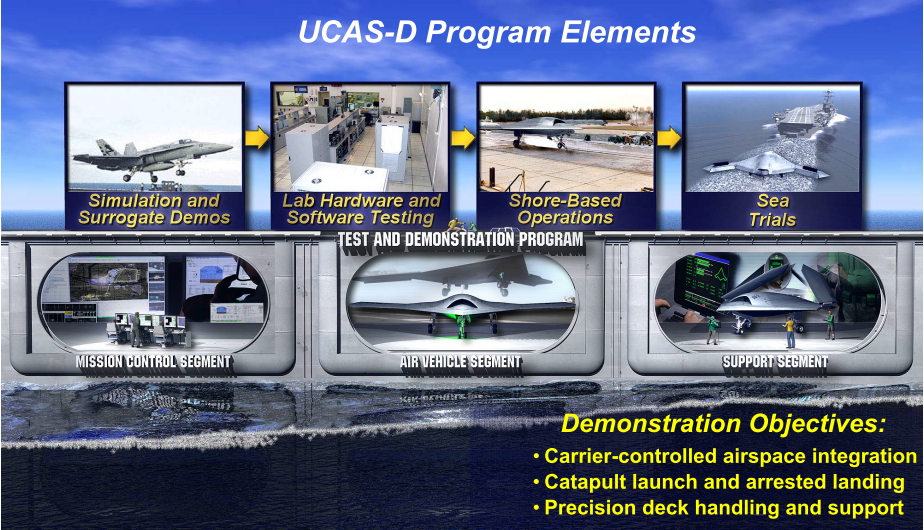 UCAS-D Program Elements
Simulation and
Surrogate Demos
Lab Hardware and
Software Testing
Shore-Based
Operations
Sea
Trials
TEST AND DEMONSTRATION PROGRAM
MISSION CONTROL SEGMENT
AIR VEHICLE SEGMENT
SUPPORT SEGMENT
Demonstration Objectives:
• Carrier-controlled airspace integration
• Catapult launch and arrested landing
• Precision deck handling and support